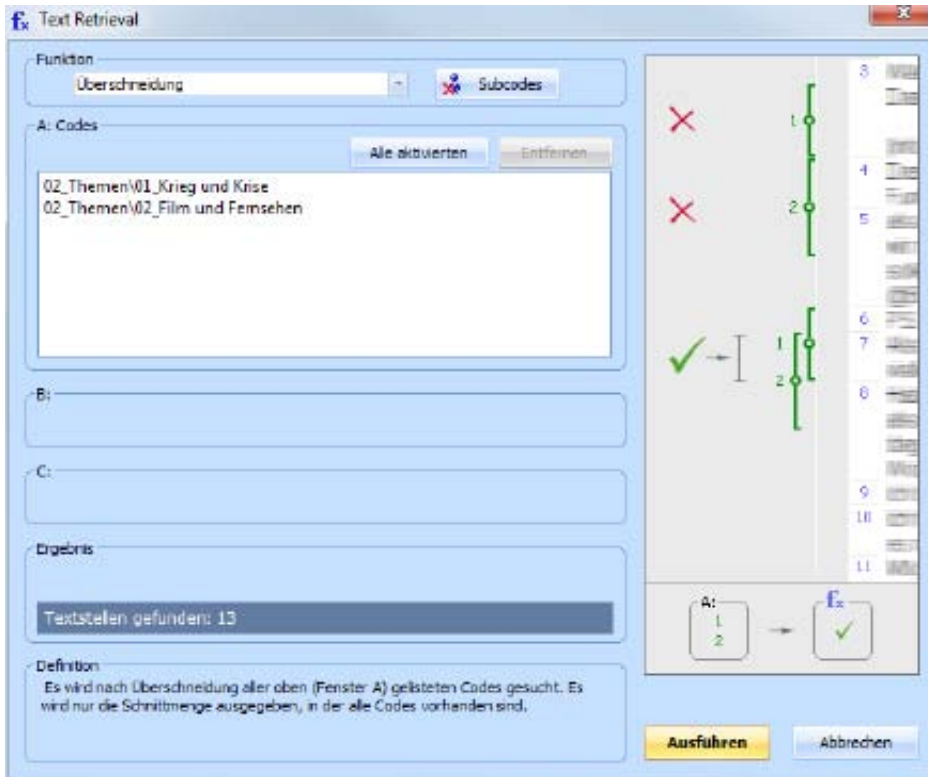 fx Text Retrieval
Funktion
Überschneidung
Subcodes
A: Codes
Alle aktivierten
Entfernen
02_Themen\01_Krieg und Krise
02_Themen\02_Film und Fernsehen
B:
C:
Ergebnis
Textstellen gefunden: 13
Definition
Es wird nach Überschneidung aller oben (Fenster A) gelisteten Codes gesucht. Es
wird nur die Schnittmenge ausgegeben, in der alle Codes vorhanden sind.
3
1
4
2
5
6
1
7
2
8
9
10
11
A:
1
2
fx
Ausführen
Abbrechen